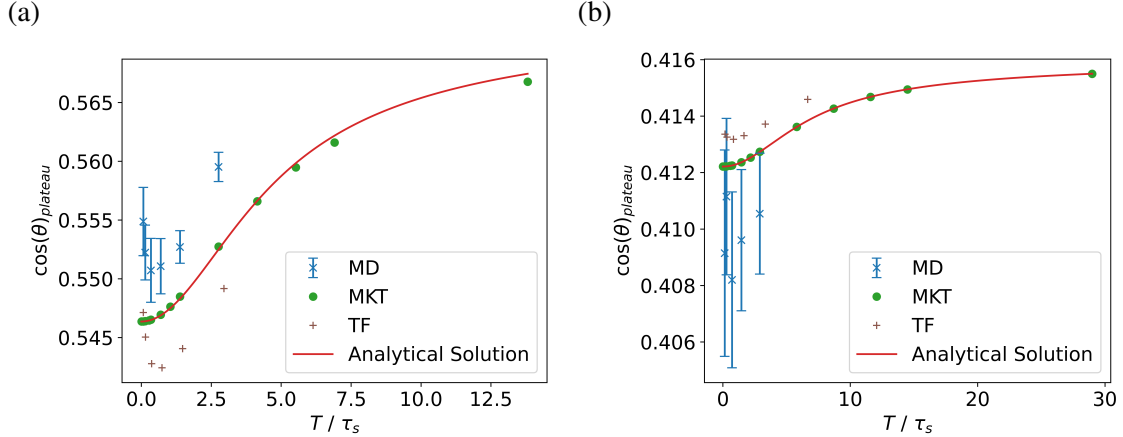 (a)
(b)
cos(θ)plateau
0.565
0.560
0.555
0.550
0.545
0.0
2.5
5.0
7.5
10.0
12.5
T / τs
MD
MKT
TF
Analytical Solution
cos(θ)plateau
0.416
0.414
0.412
0.410
0.408
0.406
0
10
20
30
T / τs
MD
MKT
TF
Analytical Solution